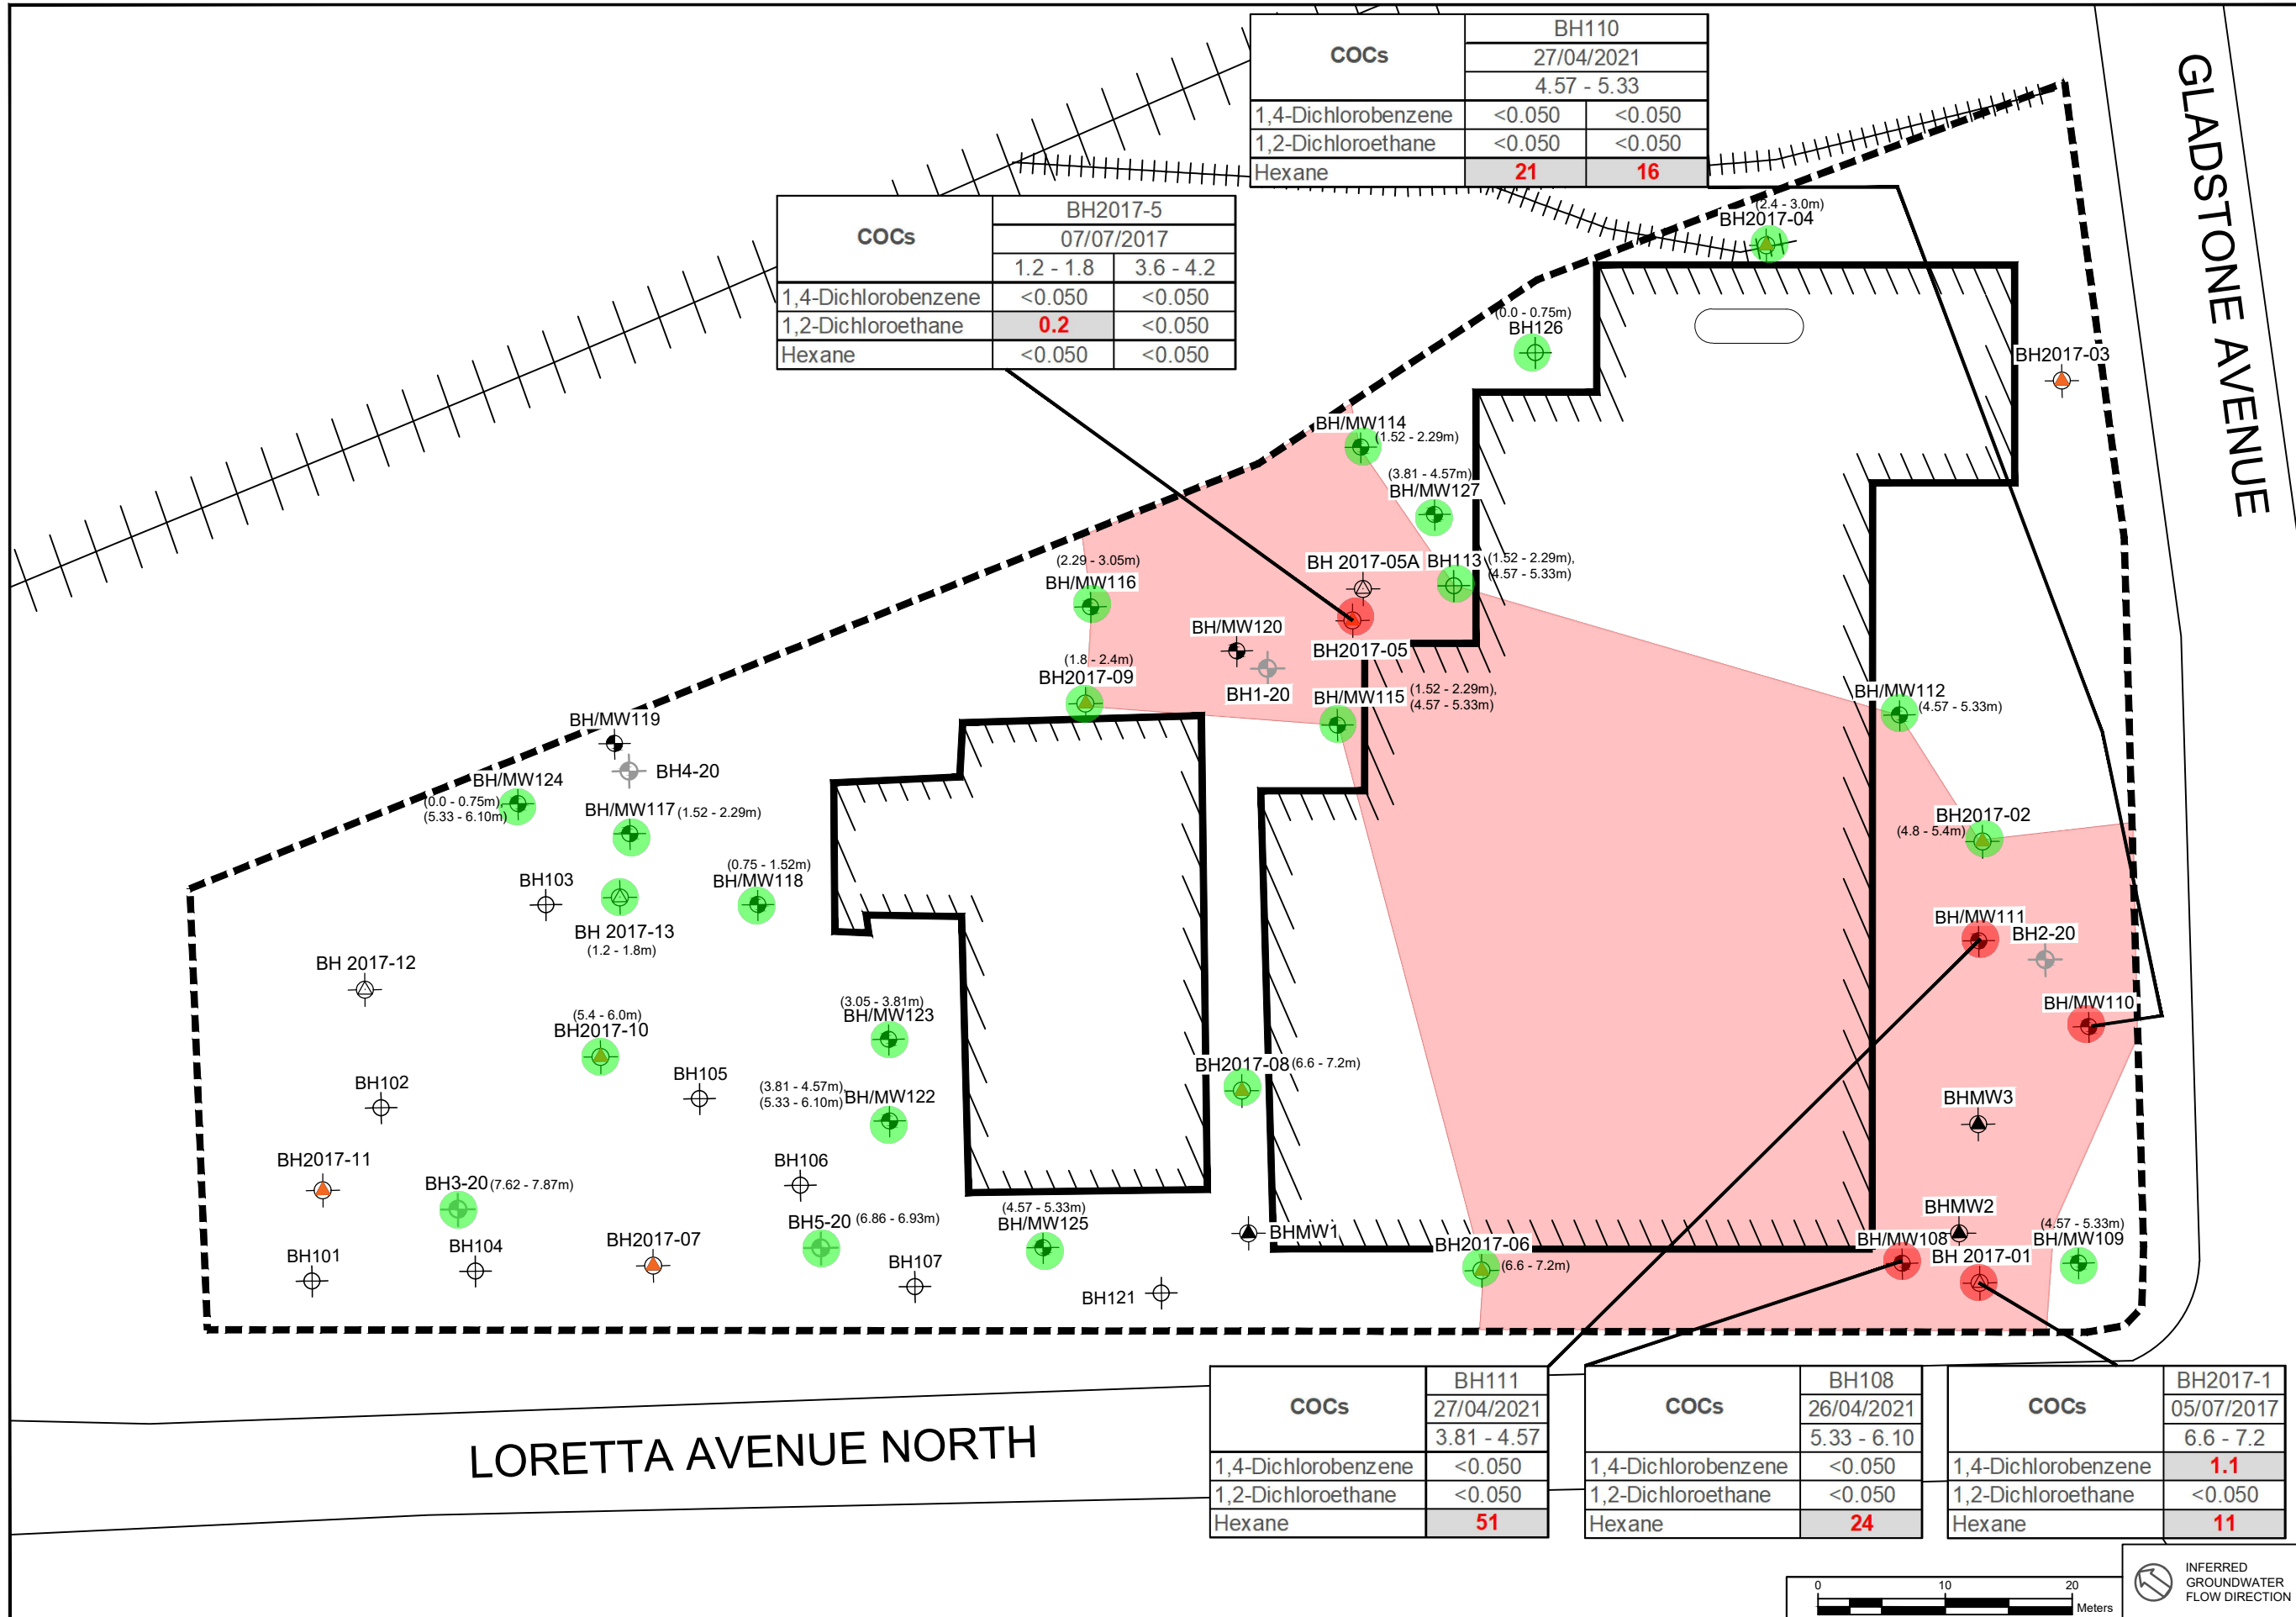 BH110
COCs
27/04/2021
4.57 - 5.33
1,4-Dichlorobenzene <0.050 <0.050
1,2-Dichloroethane <0.050 <0.050
Hexane 21 16
GLADSTONE AVENUE
BH2017-5
COCs
07/07/2017
1.2 - 1.8 3.6 - 4.2
1,4-Dichlorobenzene <0.050 <0.050
1,2-Dichloroethane 0.2 <0.050
Hexane <0.050 <0.050
(2.4 - 3.0m)
BH2017-04
(0.0 - 0.75m)
BH126
BH2017-03
BH/MW114
(1.52 - 2.29m)
(3.81 - 4.57m)
BH/MW127
(2.29 - 3.05m)
BH/MW116
BH 2017-05A
BH113
(1.52 - 2.29m),
(4.57 - 5.33m)
BH/MW120
BH2017-05
(1.8 - 2.4m)
BH2017-09
BH1-20
BH/MW115
(1.52 - 2.29m),
(4.57 - 5.33m)
BH/MW112
(4.57 - 5.33m)
BH/MW119
BH4-20
BH/MW124
(0.0 - 0.75m),
(5.33 - 6.10m)
BH/MW117 (1.52 - 2.29m)
BH2017-02
(4.8 - 5.4m)
(0.75 - 1.52m)
BH/MW118
BH103
BH 2017-13
(1.2 - 1.8m)
BH/MW111
BH2-20
BH 2017-12
BH/MW110
(3.05 - 3.81m)
BH/MW123
(5.4 - 6.0m)
BH2017-10
BH2017-08 (6.6 - 7.2m)
BH105
BH102
(3.81 - 4.57m),
(5.33 - 6.10m)
BH/MW122
BHMW3
BH2017-11
BH106
BH3-20 (7.62 - 7.87m)
(4.57 - 5.33m)
BH/MW125
BH5-20 (6.86 - 6.93m)
BHMW1
BHMW2
(4.57 - 5.33m)
BH/MW109
BH/MW108
BH 2017-01
BH2017-06
(6.6 - 7.2m)
BH101
BH104
BH2017-07
BH107
BH121
LORETTA AVENUE NORTH
BH111
COCs
27/04/2021
3.81 - 4.57
1,4-Dichlorobenzene <0.050
1,2-Dichloroethane <0.050
Hexane 51
BH108
COCs
26/04/2021
5.33 - 6.10
1,4-Dichlorobenzene <0.050
1,2-Dichloroethane <0.050
Hexane 24
BH2017-1
COCs
05/07/2017
6.6 - 7.2
1,4-Dichlorobenzene 1.1
1,2-Dichloroethane <0.050
Hexane 11
0 10 20
Meters
INFERRED
GROUNDWATER
FLOW DIRECTION